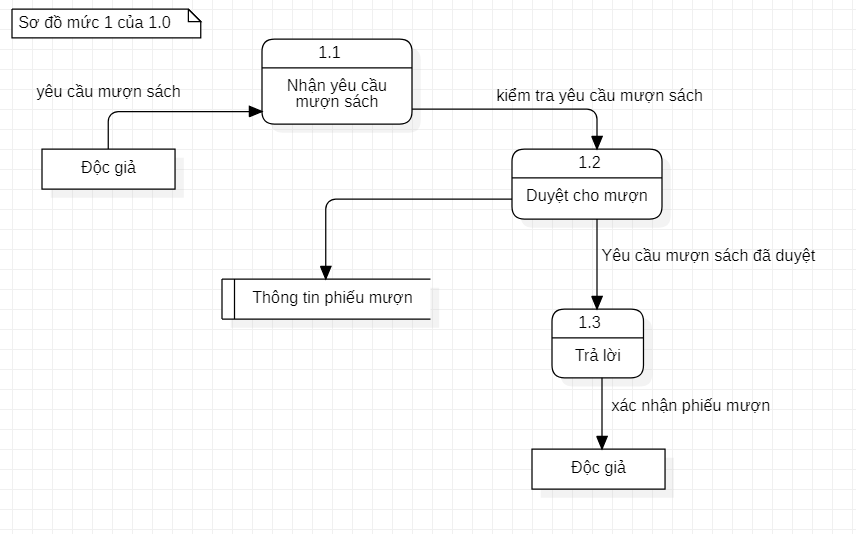 Sơ đồ mức 1 của 1.0
1.1
Nhận yêu cầu
mượn sách
yêu cầu mượn sách
kiểm tra yêu cầu mượn sách
Độc giả
1.2
Duyệt cho mượn
Yêu cầu mượn sách đã duyệt
Thông tin phiếu mượn
1.3
Trả lời
xác nhận phiếu mượn
Độc giả